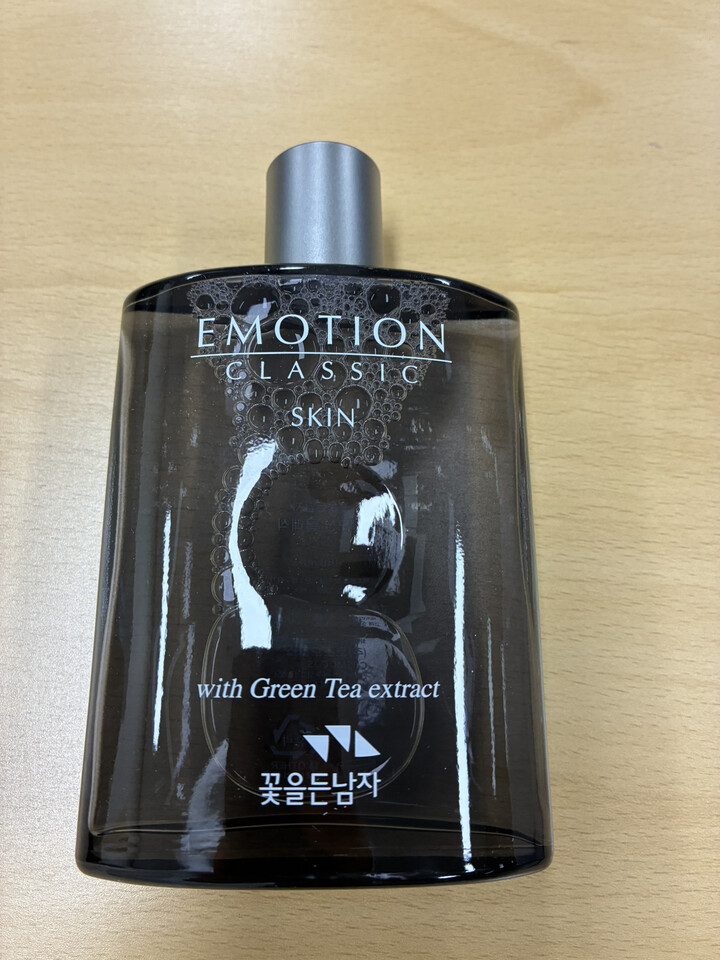 EMOTION
CLASSIC
SKIN
with Green Tea extract
꽃을든남자